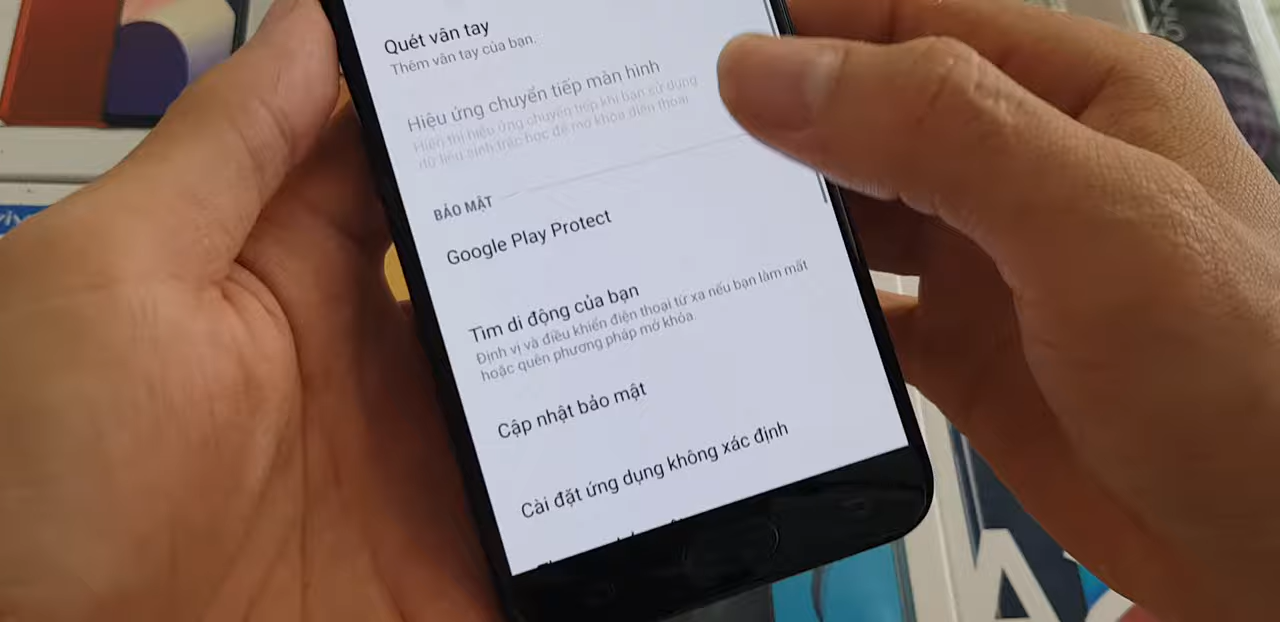 Quét vân tay
Thêm vân tay của bạn.
Hiệu ứng chuyển tiếp màn hình
Hiển thị hiệu ứng chuyển tiếp khi bạn sử dụng
dữ liệu sinh trắc học để mở khóa điện thoại.
BẢO MẬT
Google Play Protect
Tìm di động của bạn
Định vị và điều khiển điện thoại từ xa nếu bạn làm mất
hoặc quên phương pháp mở khóa.
Cập nhật bảo mật
Cài đặt ứng dụng không xác định